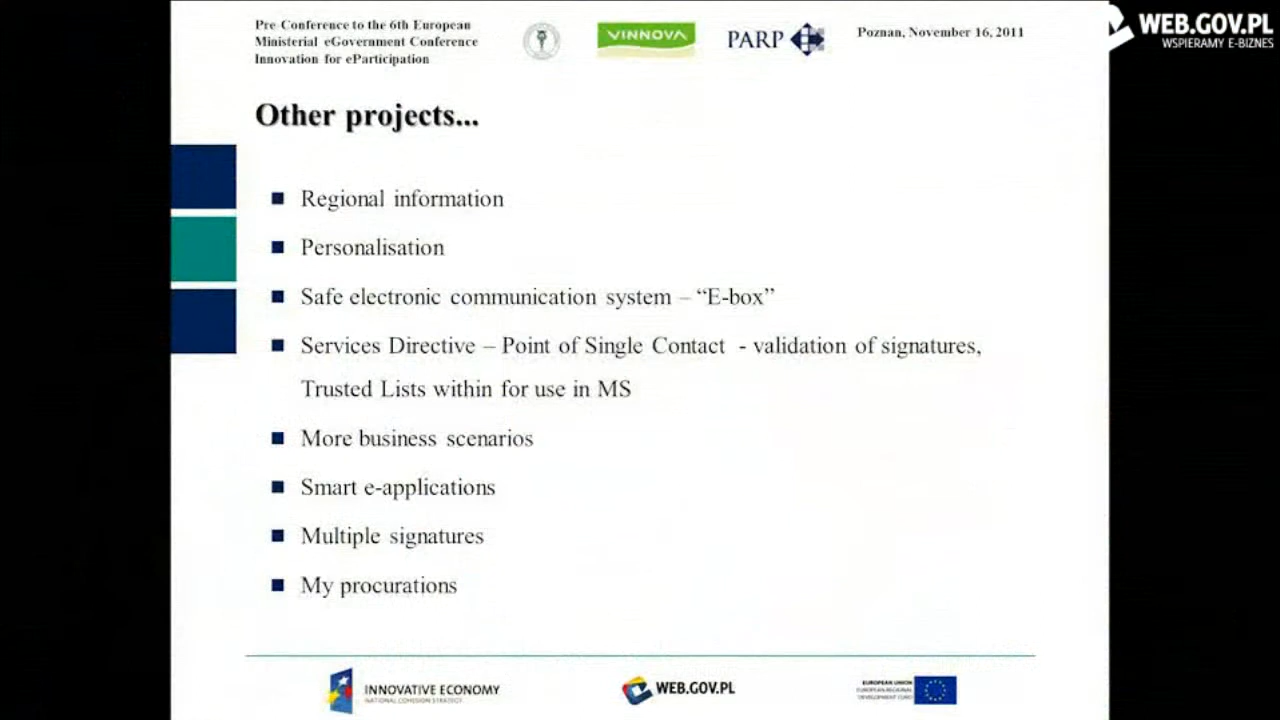 Pre-Conference to the 6th European
Ministerial eGovernment Conference
Innovation for eParticipation
VINNOVA
PARP
Poznan, November 16, 2011
WEB.GOV.PL
WSPIERAMY E-BIZNES
Other projects...
Regional information
Personalisation
Safe electronic communication system – “E-box”
Services Directive – Point of Single Contact - validation of signatures,
Trusted Lists within for use in MS
More business scenarios
Smart e-applications
Multiple signatures
My procurations
INNOVATIVE ECONOMY
NATIONAL COHESION STRATEGY
WEB.GOV.PL
EUROPEAN UNION
EUROPEAN REGIONAL
DEVELOPMENT FUND